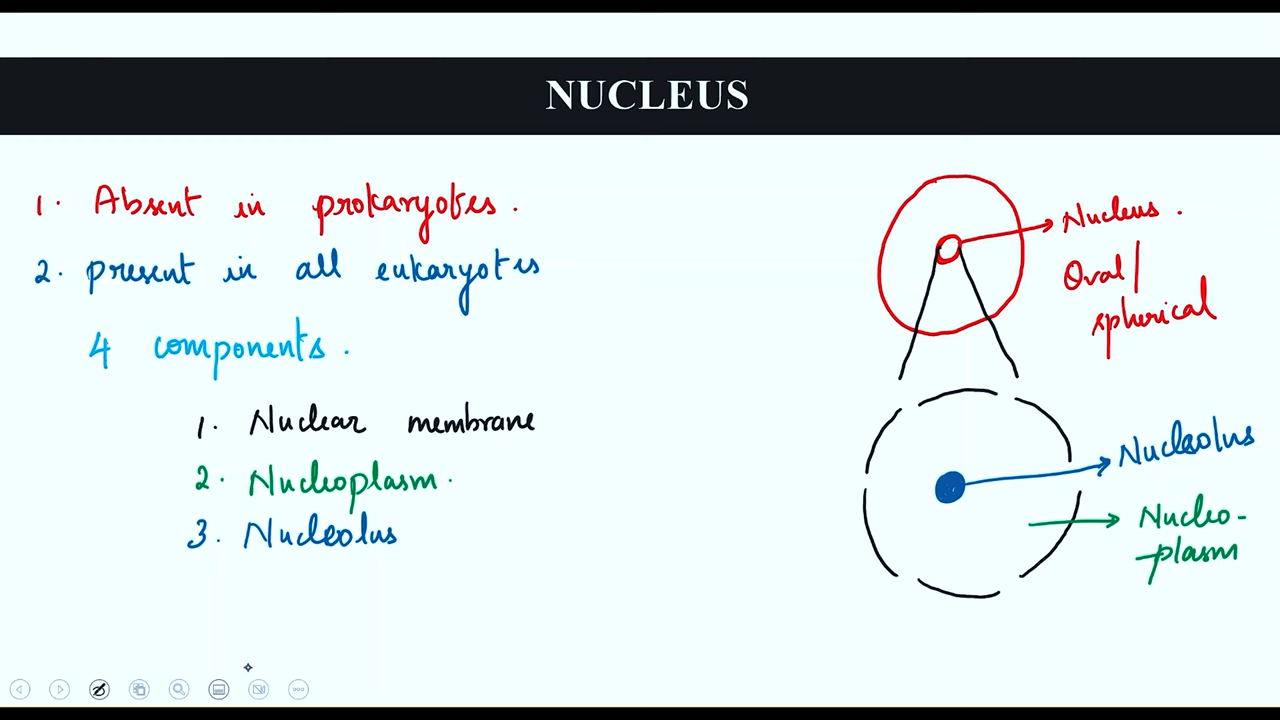 NUCLEUS
1. Absent in prokaryotes.
2. present in all eukaryotes
4 components.
1. Nuclear membrane
2. Nucleoplasm.
3. Nucleolus
Nucleus.
Oval/
spherical
Nucleolus
Nucleo-
-plasm